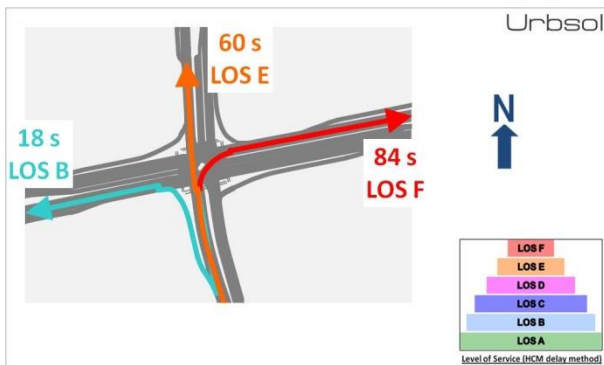 Urbsol
60 s
LOS E
N
18 s
LOS B
84 s
LOS F
LOS F
LOS E
LOS D
LOS C
LOS B
LOS A
Level of Service (HCM delay method)